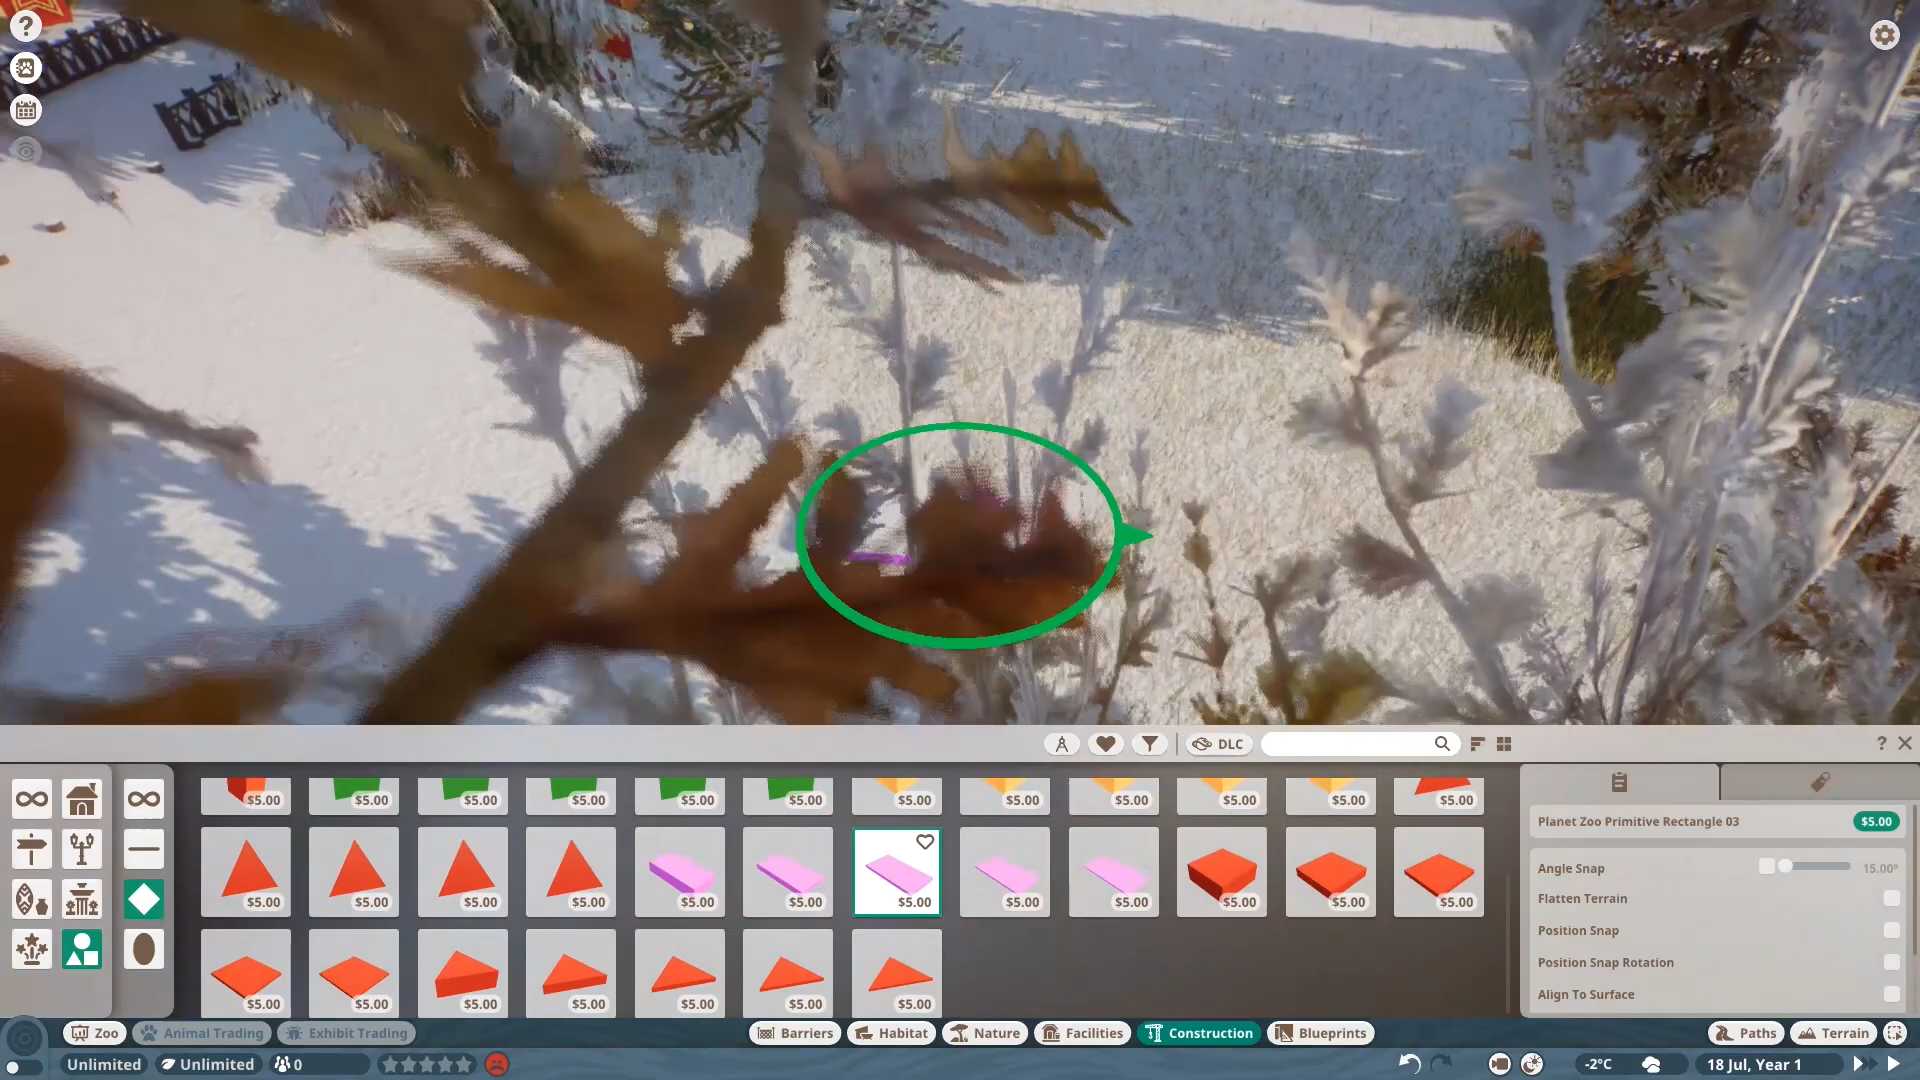 ?
DLC
?
$5.00 $5.00 $5.00 $5.00 $5.00 $5.00 $5.00 $5.00 $5.00 $5.00 $5.00 $5.00
Planet Zoo Primitive Rectangle 03 $5.00
Angle Snap 15.00°
$5.00 $5.00 $5.00 $5.00 $5.00 $5.00 $5.00 $5.00 $5.00 $5.00 $5.00 $5.00
Flatten Terrain
Position Snap
Position Snap Rotation
Align To Surface
$5.00 $5.00 $5.00 $5.00 $5.00 $5.00 $5.00
Zoo Animal Trading Exhibit Trading Barriers Habitat Nature Facilities Construction Blueprints Paths Terrain
Unlimited Unlimited 0 -2°C 18 Jul, Year 1